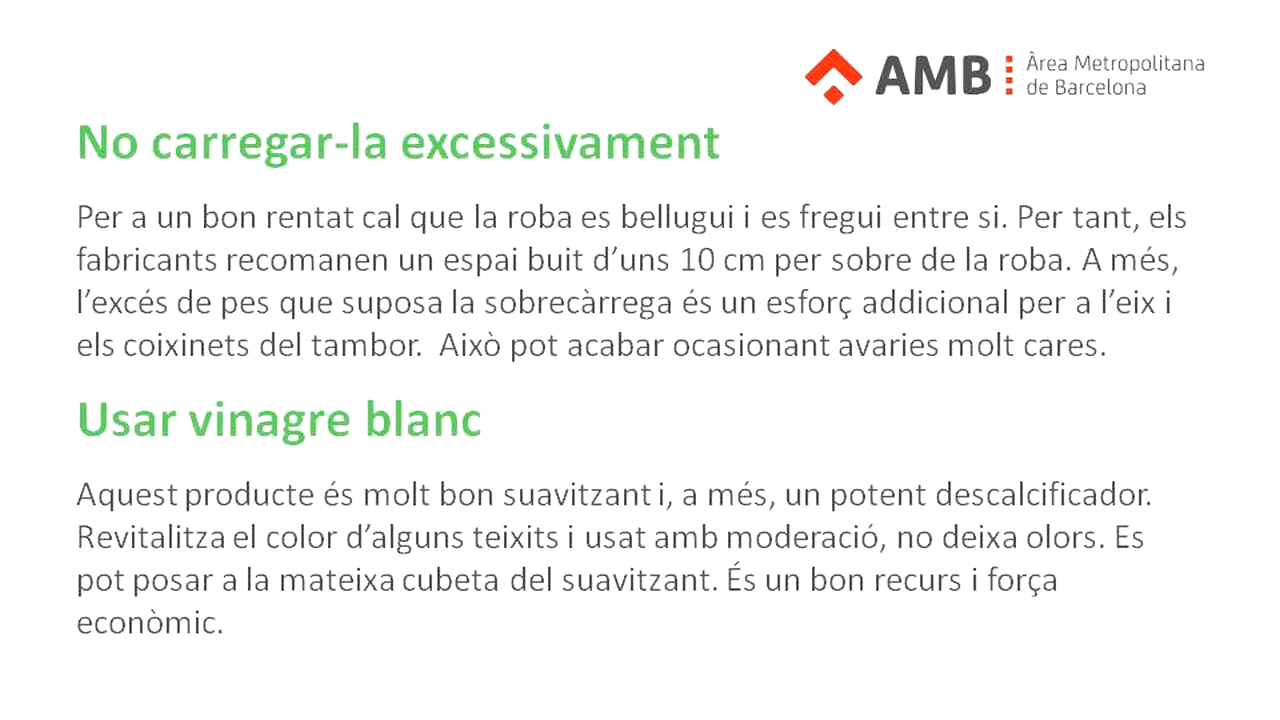 AMB
Àrea Metropolitana
de Barcelona
No carregar-la excessivament
Per a un bon rentat cal que la roba es bellugui i es fregui entre si. Per tant, els
fabricants recomanen un espai buit d’uns 10 cm per sobre de la roba. A més,
l’excés de pes que suposa la sobrecàrrega és un esforç addicional per a l’eix i
els coixinets del tambor.  Això pot acabar ocasionant avaries molt cares.
Usar vinagre blanc
Aquest producte és molt bon suavitzant i, a més, un potent descalcificador.
Revitalitza el color d’alguns teixits i usat amb moderació, no deixa olors. Es
pot posar a la mateixa cubeta del suavitzant. És un bon recurs i força
econòmic.